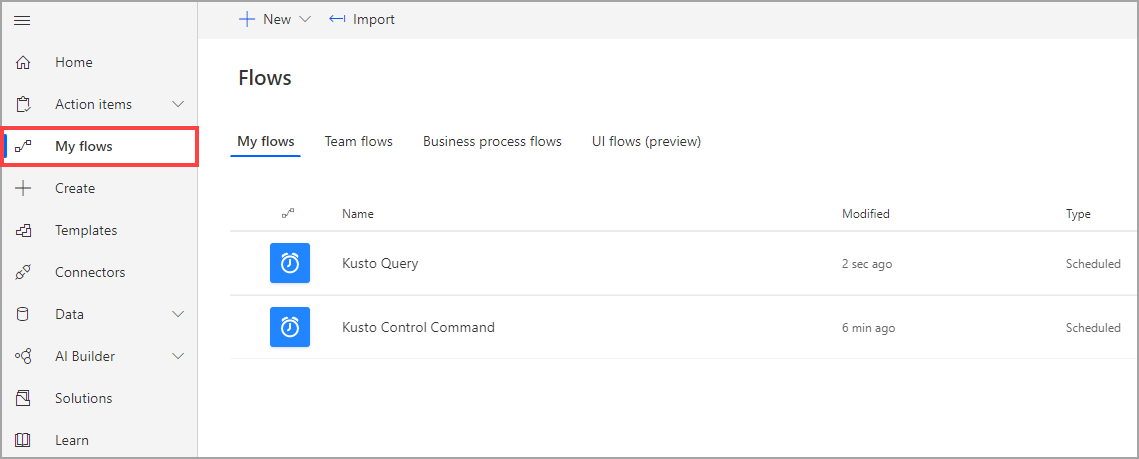 New Import
Home
Flows
Action items
My flows Team flows Business process flows UI flows (preview)
My flows
Create
Name Modified Type
Templates
Kusto Query 2 sec ago Scheduled
Connectors
Data
Kusto Control Command 6 min ago Scheduled
AI Builder
Solutions
Learn